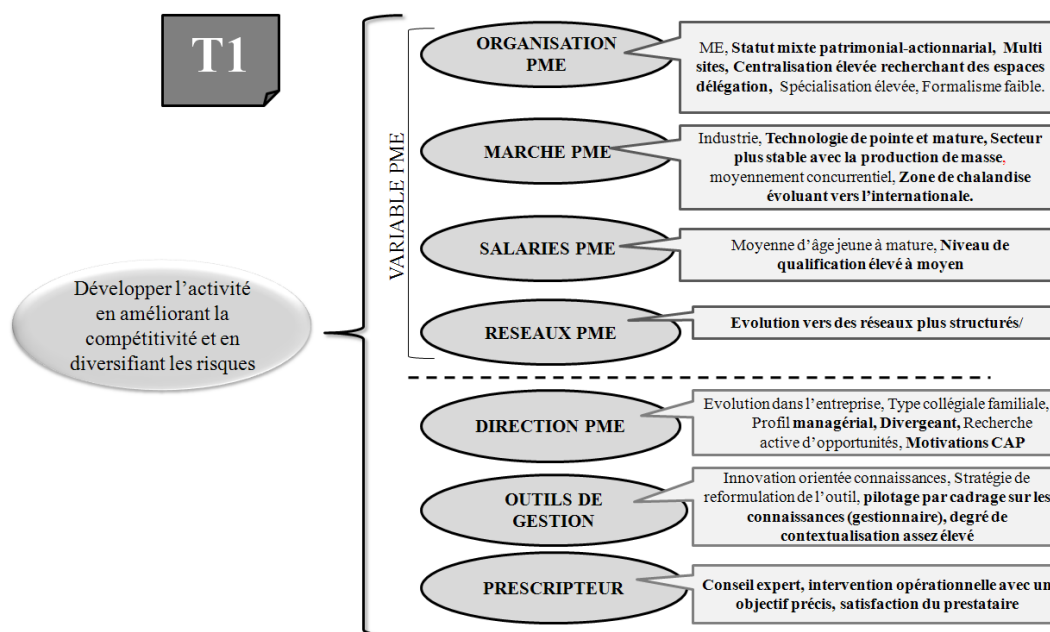 T1
Développer l'activité
en améliorant la
compétitivité et en
diversifiant les risques
VARIABLE PME
ORGANISATION
PME
ME, Statut mixte patrimonial-actionnarial, Multi
sites, Centralisation élevée recherchant des espaces
délégation, Spécialisation élevée, Formalisme faible.
MARCHE PME
Industrie, Technologie de pointe et mature, Secteur
plus stable avec la production de masse,
moyennement concurrentiel, Zone de chalandise
évoluant vers l'internationale.
SALARIES PME
Moyenne d'âge jeune à mature, Niveau de
qualification élevé à moyen
RESEAUX PME
Evolution vers des réseaux plus structurés/
DIRECTION PME
Evolution dans l'entreprise, Type collégiale familiale,
Profil managérial, Divergeant, Recherche
active d'opportunités, Motivations CAP
OUTILS DE
GESTION
Innovation orientée connaissances, Stratégie de
reformulation de l'outil, pilotage par cadrage sur les
connaissances (gestionnaire), degré de
contextualisation assez élevé
PRESCRIPTEUR
Conseil expert, intervention opérationnelle avec un
objectif précis, satisfaction du prestataire